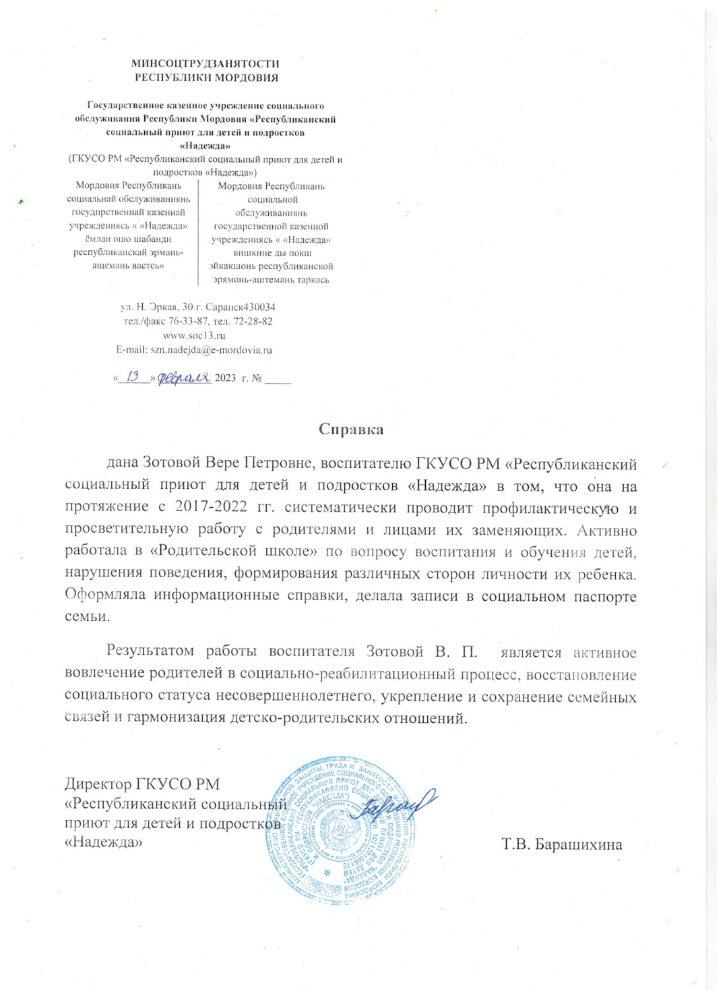 МИНСОЦТРУДЗАНЯТОСТИ
РЕСПУБЛИКИ МОРДОВИЯ
Государственное казенное учреждение социального
обслуживания Республики Мордовия «Республиканский
социальный приют для детей и подростков
«Надежда»
(ГКУСО РМ «Республиканский социальный приют для детей и
подростков «Надежда»)
Мордовия Республикань
социальнай обслуживаниянь
госудпрственнай казеннай
учреждениясь « «Надежда»
ёмлаи ошо шабанди
республиканскай эрмань-
ащемань вастсь»
Мордовия Республикань
социальной
обслуживаниянь
государственной казенной
учреждениясь « «Надежда»
вишкине ды покш
эйкакшонь республиканской
эрямонь-аштемань таркась
ул. Н. Эркая, 30 г. Саранск430034
тел./факс 76-33-87, тел. 72-28-82
www.soc13.ru
E-mail: szn.nadejda@e-mordovia.ru
« 13 » февраля 2023 г. № _____
Справка
дана Зотовой Вере Петровне, воспитателю ГКУСО РМ «Республиканский
социальный приют для детей и подростков «Надежда» в том, что она на
протяжение с 2017-2022 гг. систематически проводит профилактическую и
просветительную работу с родителями и лицами их заменяющих. Активно
работала в «Родительской школе» по вопросу воспитания и обучения детей,
нарушения поведения, формирования различных сторон личности их ребенка.
Оформляла информационные справки, делала записи в социальном паспорте
семьи.
Результатом работы воспитателя Зотовой В. П. является активное
вовлечение родителей в социально-реабилитационный процесс, восстановление
социального статуса несовершеннолетнего, укрепление и сохранение семейных
связей и гармонизация детско-родительских отношений.
Директор ГКУСО РМ
«Республиканский социальный
приют для детей и подростков
«Надежда»
Т.В. Барашихина